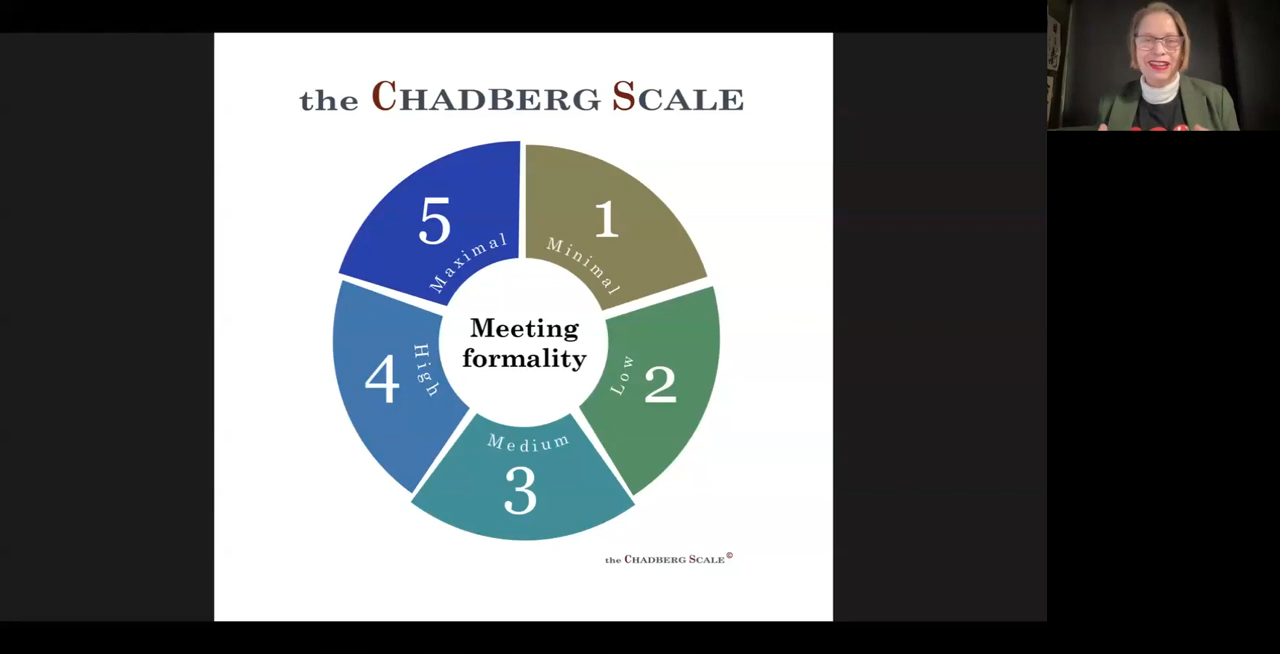 the CHADBERG SCALE
5
Maximal
1
Minimal
Meeting
formality
4
High
Low
2
Medium
3
the CHADBERG SCALE©